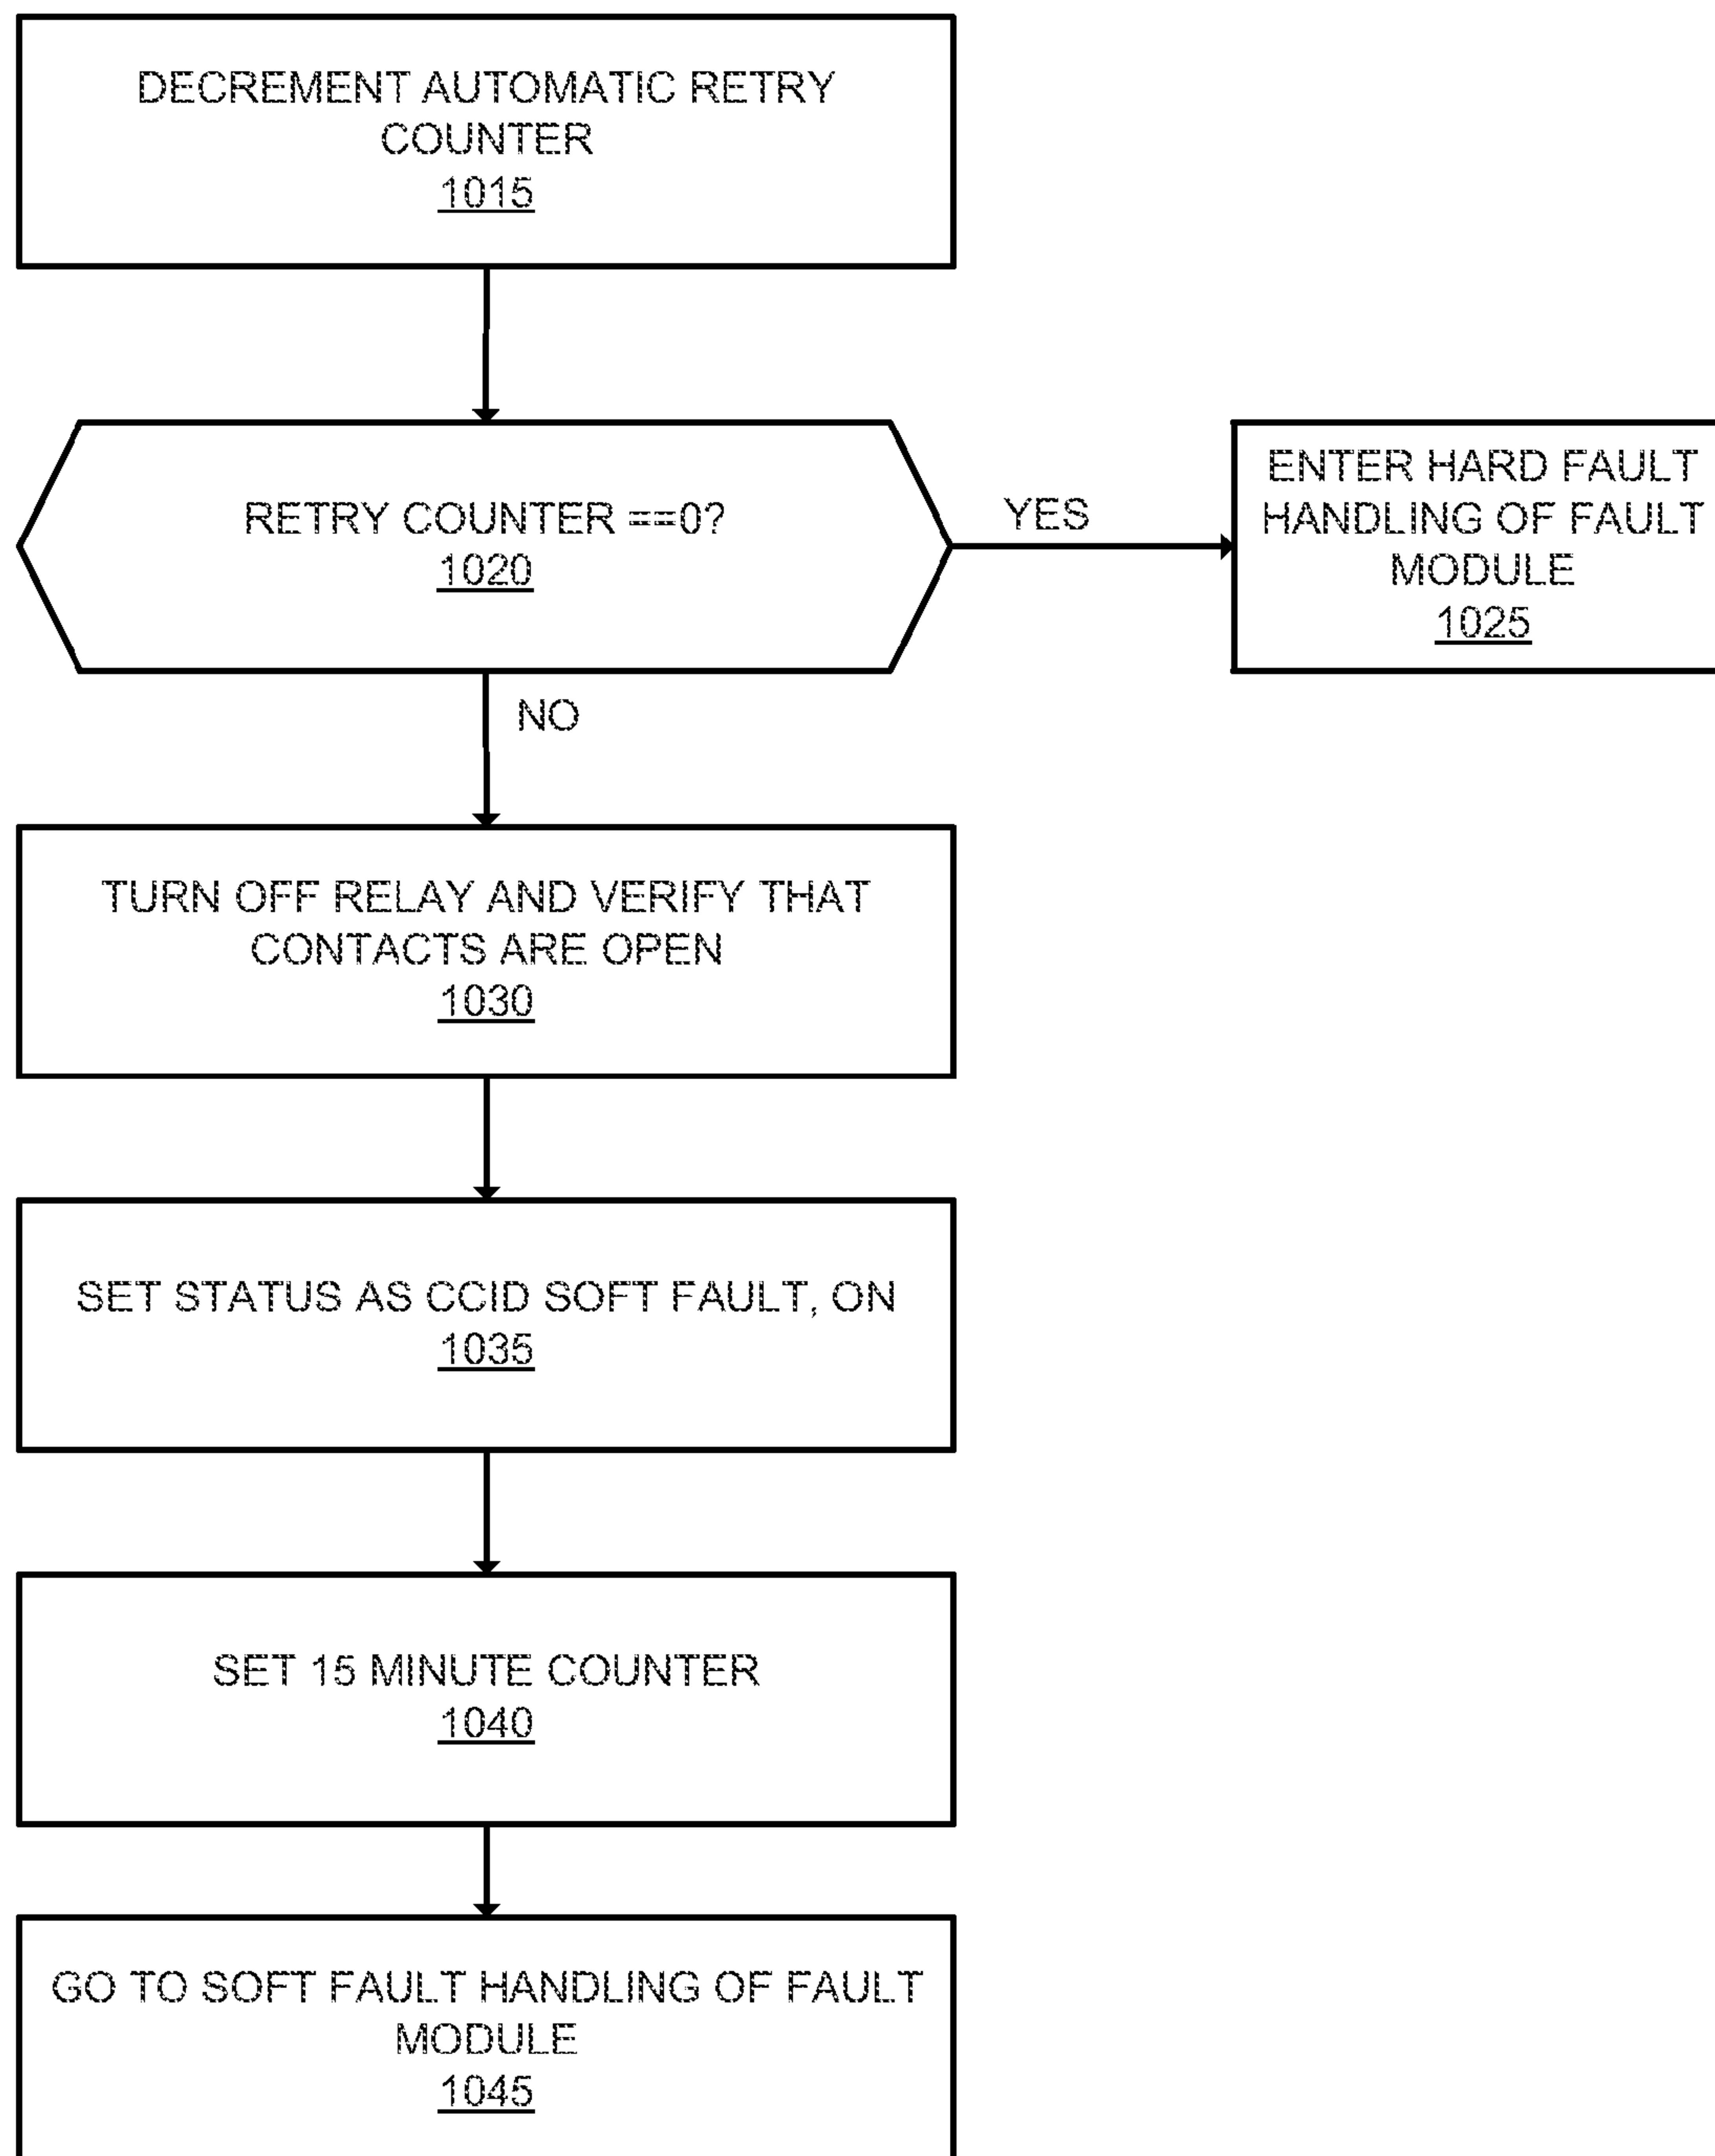 DECREMENT AUTOMATIC RETRY
COUNTER
1015
RETRY COUNTER ==0?
1020
YES
ENTER HARD FAULT
HANDLING OF FAULT
MODULE
1025
NO
TURN OFF RELAY AND VERIFY THAT
CONTACTS ARE OPEN
1030
SET STATUS AS CCID SOFT FAULT, ON
1035
SET 15 MINUTE COUNTER
1040
GO TO SOFT FAULT HANDLING OF FAULT
MODULE
1045